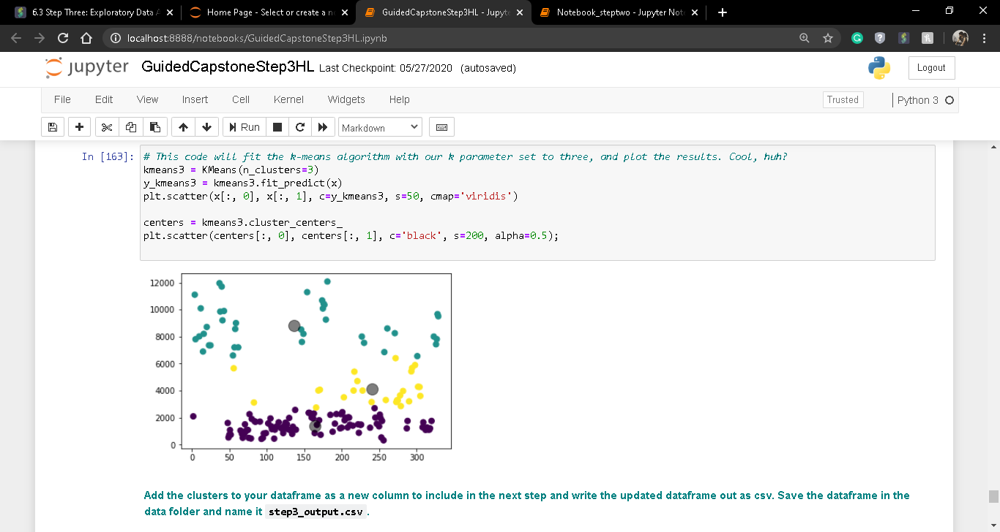 6.3 Step Three: Exploratory Data A
Home Page - Select or create a n
GuidedCapstoneStep3HL - Jupyte
Notebook_steptwo - Jupyter Note
localhost:8888/notebooks/GuidedCapstoneStep3HL.ipynb
jupyter GuidedCapstoneStep3HL Last Checkpoint: 05/27/2020 (autosaved)
Logout
File Edit View Insert Cell Kernel Widgets Help
Trusted Python 3
Run Markdown
In [163]: # This code will fit the k-means algorithm with our k parameter set to three, and plot the results. Cool, huh?
kmeans3 = KMeans(n_clusters=3)
y_kmeans3 = kmeans3.fit_predict(x)
plt.scatter(x[:, 0], x[:, 1], c=y_kmeans3, s=50, cmap='viridis')
centers = kmeans3.cluster_centers_
plt.scatter(centers[:, 0], centers[:, 1], c='black', s=200, alpha=0.5);
12000
10000
8000
6000
4000
2000
0
0 50 100 150 200 250 300
Add the clusters to your dataframe as a new column to include in the next step and write the updated dataframe out as csv. Save the dataframe in the
data folder and name it step3_output.csv .